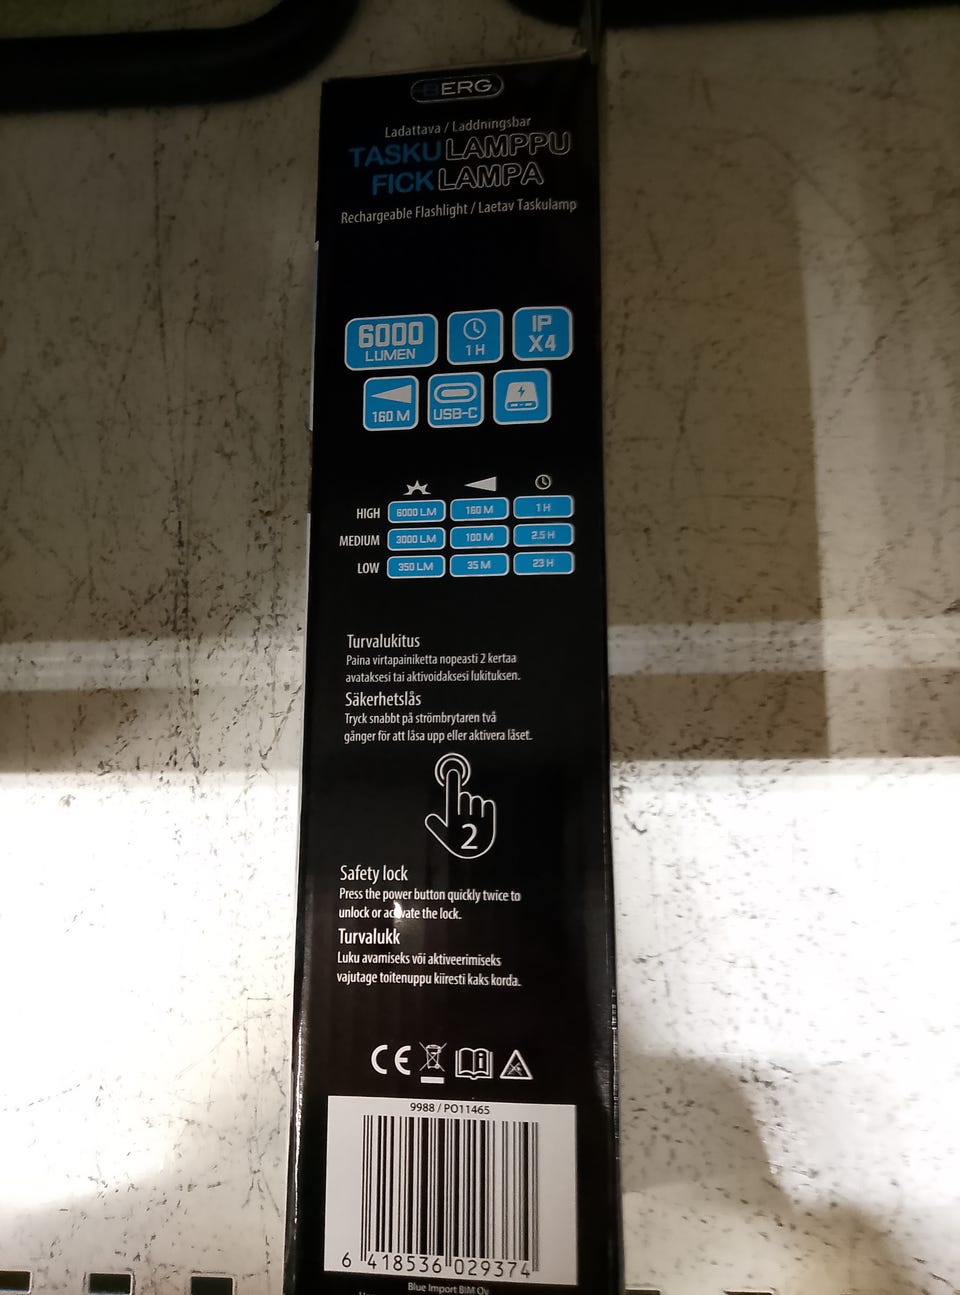 BERG
Ladattava / Laddningsbar
TASKULAMPPU
FICKLAMPA
Rechargeable Flashlight / Laetav Taskulamp
6000 LUMEN
1 H
IP X4
160 M
USB-C
HIGH 6000 LM 160 M 1 H
MEDIUM 3000 LM 100 M 2.5 H
LOW 350 LM 35 M 23 H
Turvalukitus
Paina virtapainiketta nopeasti 2 kertaa
avataksesi tai aktivoidaksesi lukituksen.
Säkerhetslås
Tryck snabbt på strömbrytaren två
gånger för att låsa upp eller aktivera låset.
2
Safety lock
Press the power button quickly twice to
unlock or activate the lock.
Turvalukk
Luku avamiseks või aktiveerimiseks
vajutage toitenuppu kiiresti kaks korda.
CE
9988 / PO11465
6 418536 029374
Blue Import BIM Oy